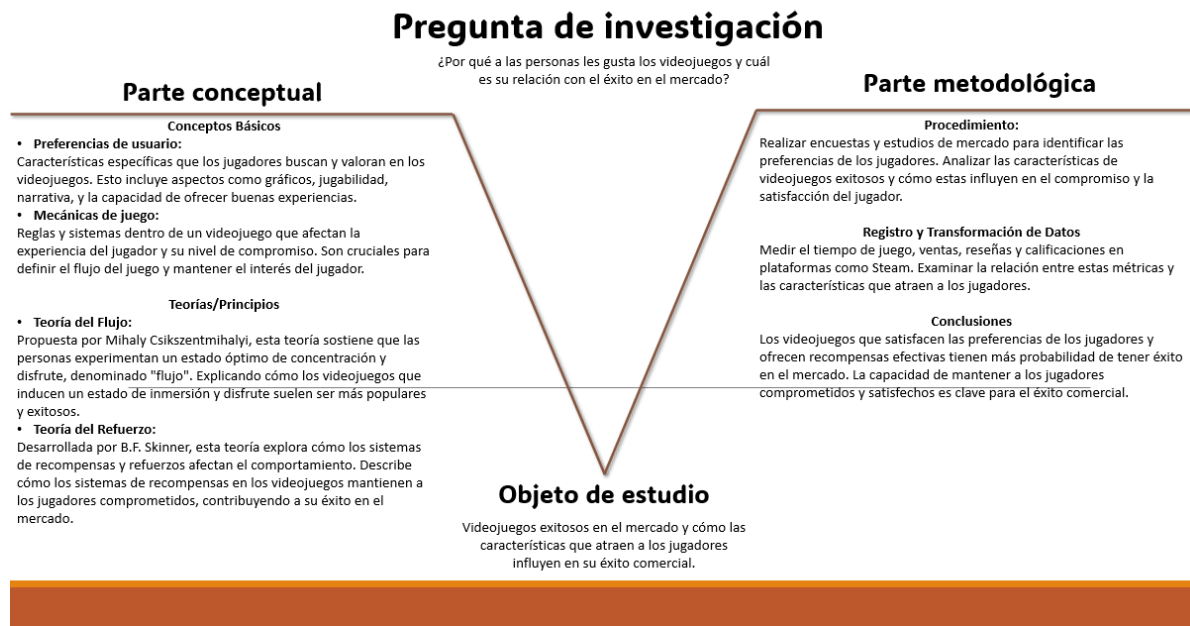 Pregunta de investigación
¿Por qué a las personas les gusta los videojuegos y cuál
es su relación con el éxito en el mercado?
Parte conceptual
Conceptos Básicos
• Preferencias de usuario:
Características específicas que los jugadores buscan y valoran en los
videojuegos. Esto incluye aspectos como gráficos, jugabilidad,
narrativa, y la capacidad de ofrecer buenas experiencias.
• Mecánicas de juego:
Reglas y sistemas dentro de un videojuego que afectan la
experiencia del jugador y su nivel de compromiso. Son cruciales para
definir el flujo del juego y mantener el interés del jugador.
Teorías/Principios
• Teoría del Flujo:
Propuesta por Mihaly Csikszentmihalyi, esta teoría sostiene que las
personas experimentan un estado óptimo de concentración y
disfrute, denominado "flujo". Explicando cómo los videojuegos que
inducen un estado de inmersión y disfrute suelen ser más populares
y exitosos.
• Teoría del Refuerzo:
Desarrollada por B.F. Skinner, esta teoría explora cómo los sistemas
de recompensas y refuerzos afectan el comportamiento. Describe
cómo los sistemas de recompensas en los videojuegos mantienen a
los jugadores comprometidos, contribuyendo a su éxito en el
mercado.
Parte metodológica
Procedimiento:
Realizar encuestas y estudios de mercado para identificar las
preferencias de los jugadores. Analizar las características de
videojuegos exitosos y cómo estas influyen en el compromiso y la
satisfacción del jugador.
Registro y Transformación de Datos
Medir el tiempo de juego, ventas, reseñas y calificaciones en
plataformas como Steam. Examinar la relación entre estas métricas y
las características que atraen a los jugadores.
Conclusiones
Los videojuegos que satisfacen las preferencias de los jugadores y
ofrecen recompensas efectivas tienen más probabilidad de tener éxito
en el mercado. La capacidad de mantener a los jugadores
comprometidos y satisfechos es clave para el éxito comercial.
Objeto de estudio
Videojuegos exitosos en el mercado y cómo las
características que atraen a los jugadores
influyen en su éxito comercial.